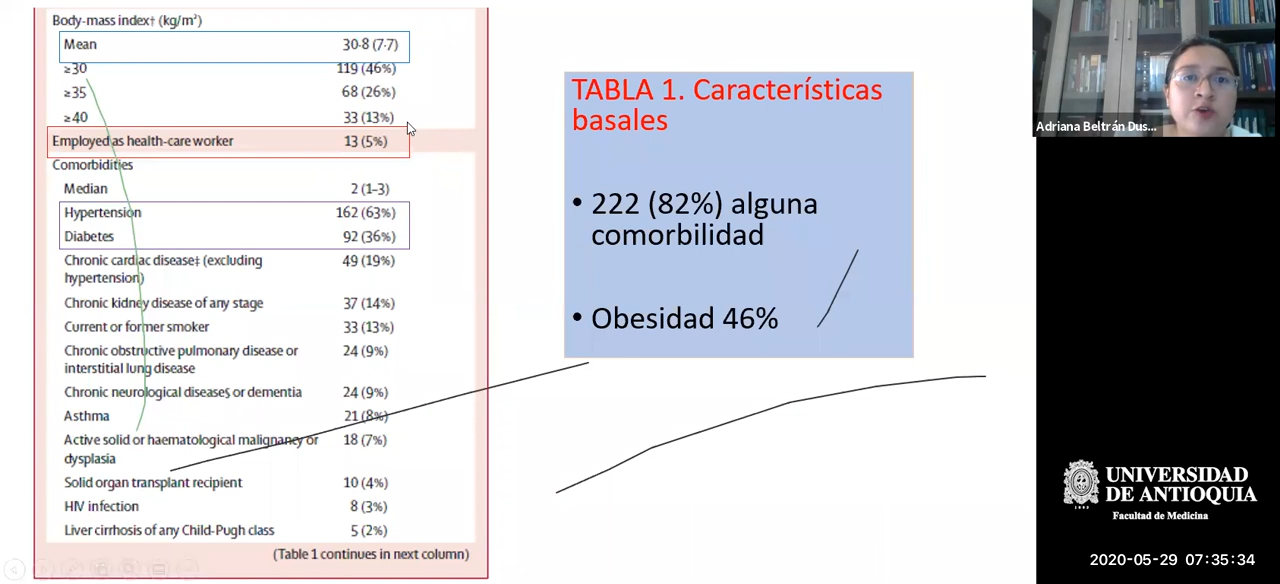 Body-mass index† (kg/m²)
Mean 30·8 (7·7)
≥30 119 (46%)
≥35 68 (26%)
≥40 33 (13%)
Employed as health-care worker 13 (5%)
Comorbidities
Median 2 (1–3)
Hypertension 162 (63%)
Diabetes 92 (36%)
Chronic cardiac disease‡ (excluding 49 (19%)
hypertension)
Chronic kidney disease of any stage 37 (14%)
Current or former smoker 33 (13%)
Chronic obstructive pulmonary disease or 24 (9%)
interstitial lung disease
Chronic neurological disease§ or dementia 24 (9%)
Asthma 21 (8%)
Active solid or haematological malignancy or 18 (7%)
dysplasia
Solid organ transplant recipient 10 (4%)
HIV infection 8 (3%)
Liver cirrhosis of any Child-Pugh class 5 (2%)
(Table 1 continues in next column)
TABLA 1. Características
basales
• 222 (82%) alguna
comorbilidad
• Obesidad 46%
Adriana Beltrán Dus...
UNIVERSIDAD
DE ANTIOQUIA
1803
Facultad de Medicina
2020-05-29 07:35:34